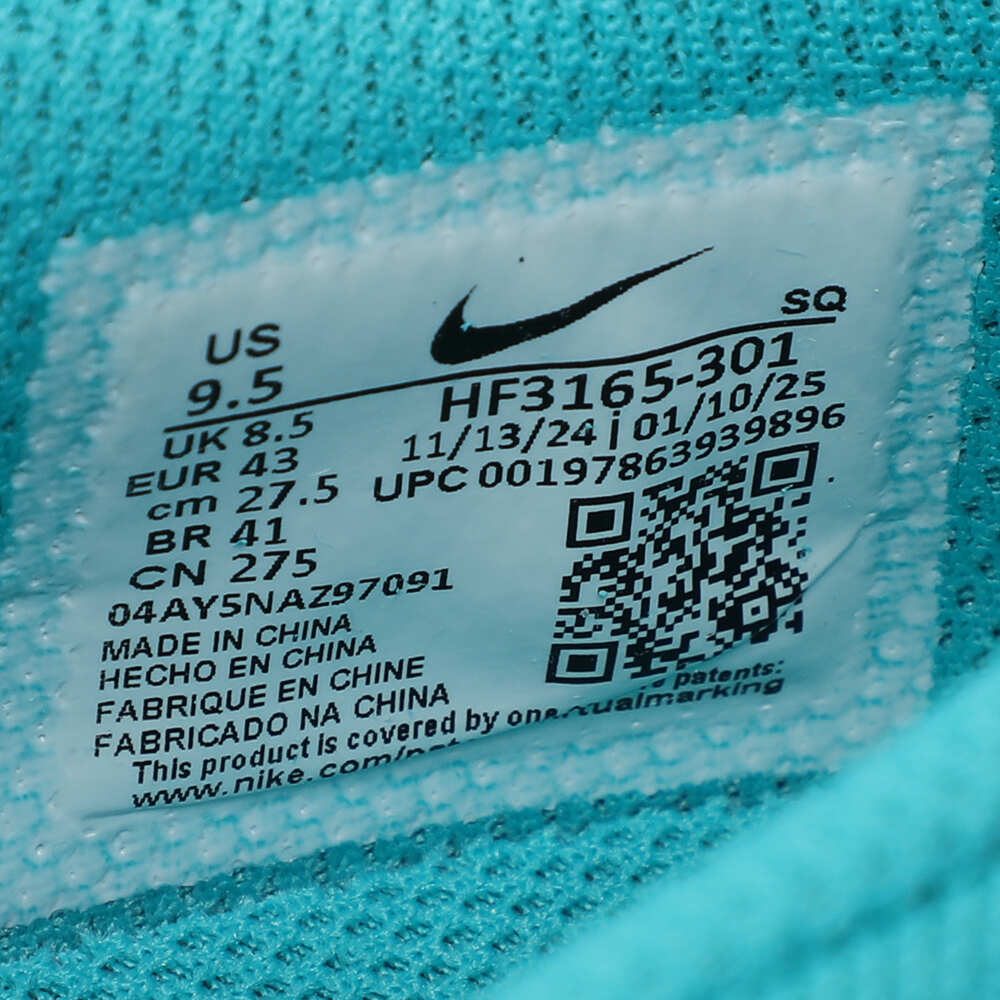 US
9.5
SQ
HF3165-301
UK 8.5
11/13/24 | 01/10/25
EUR 43
UPC 00197863939896
cm 27.5
BR 41
CN 275
04AY5NAZ97091
MADE IN CHINA
HECHO EN CHINA
FABRIQUE EN CHINE
FABRICADO NA CHINA
This product is covered by patents:
www.nike.com/